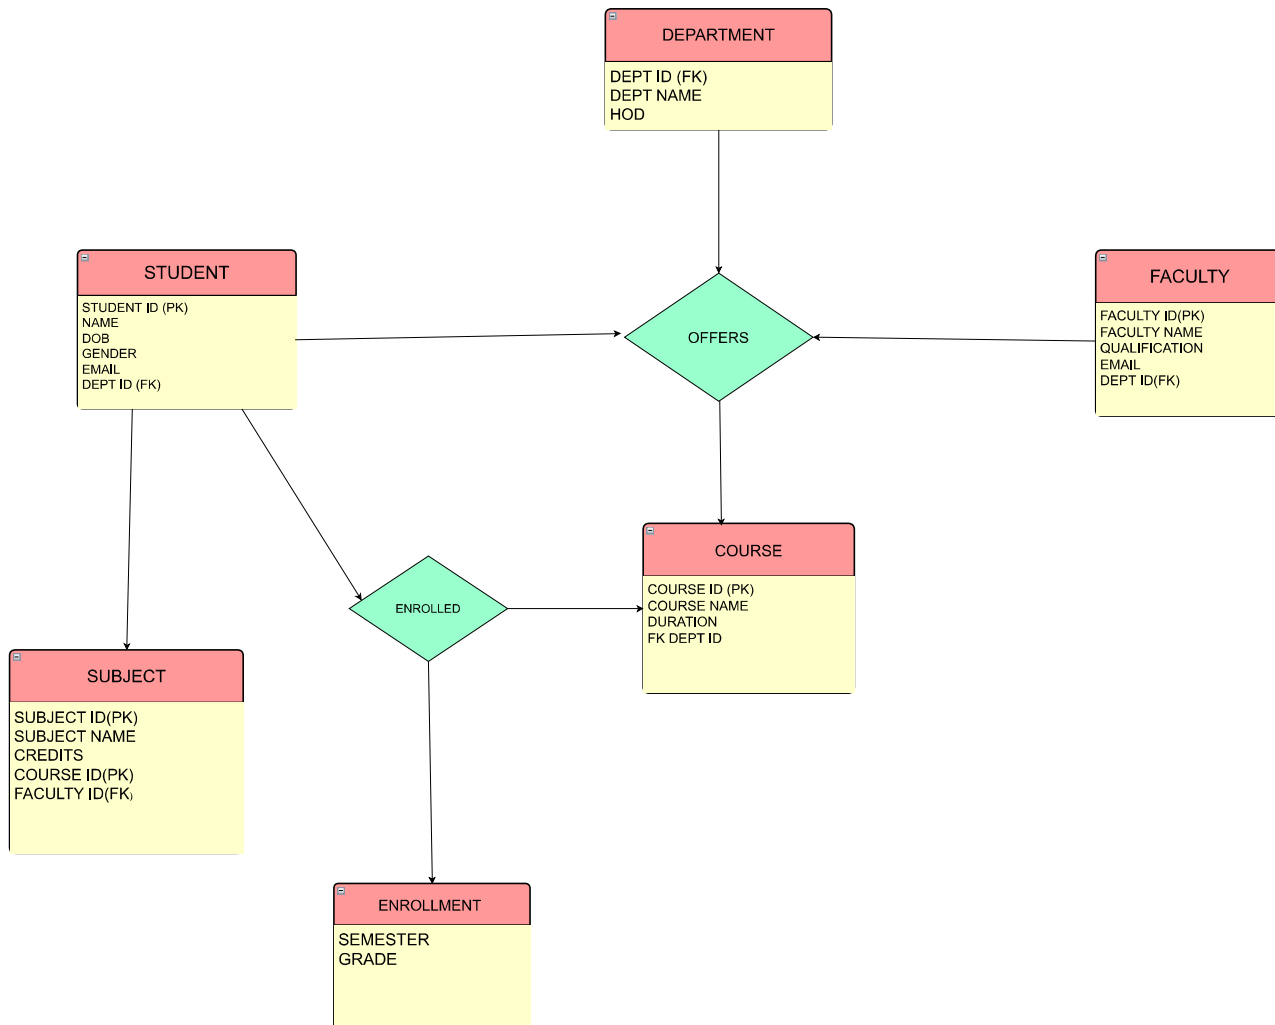 DEPARTMENT
DEPT ID (FK)
DEPT NAME
HOD
STUDENT
STUDENT ID (PK)
NAME
DOB
GENDER
EMAIL
DEPT ID (FK)
OFFERS
FACULTY
FACULTY ID(PK)
FACULTY NAME
QUALIFICATION
EMAIL
DEPT ID(FK)
ENROLLED
COURSE
COURSE ID (PK)
COURSE NAME
DURATION
FK DEPT ID
SUBJECT
SUBJECT ID(PK)
SUBJECT NAME
CREDITS
COURSE ID(PK)
FACULTY ID(FK)
ENROLLMENT
SEMESTER
GRADE